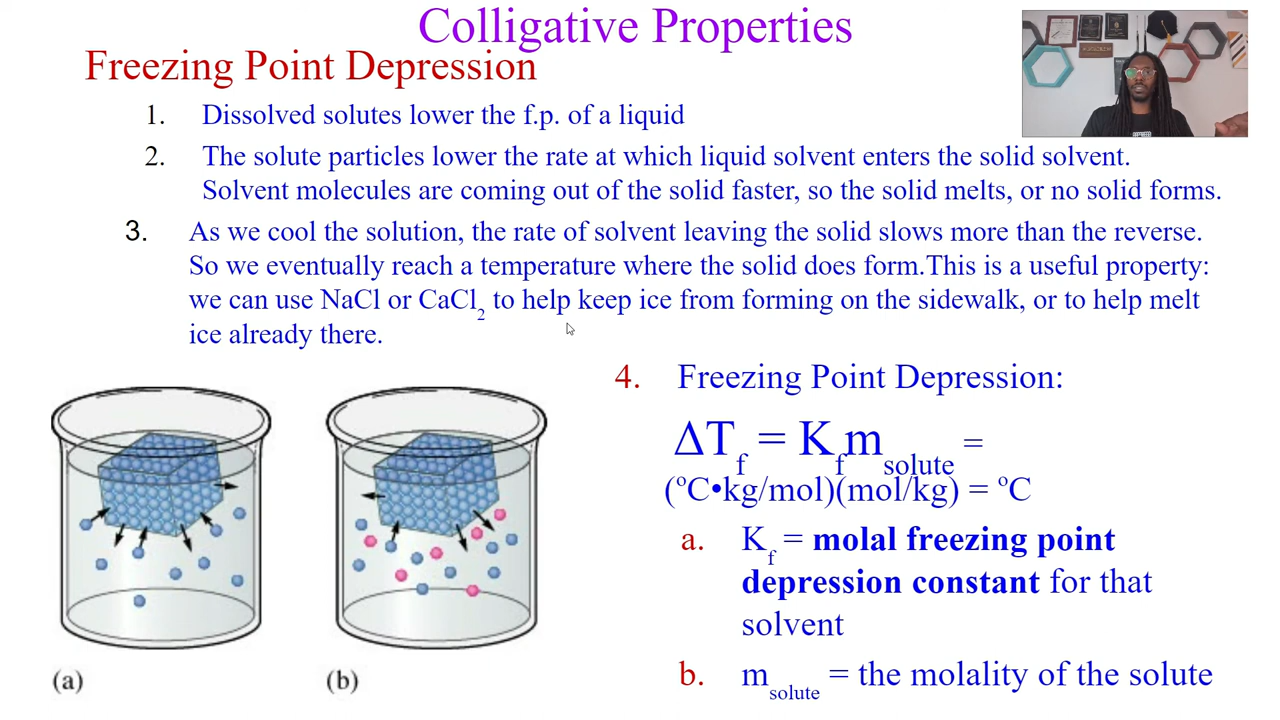 Colligative Properties
Freezing Point Depression
1. Dissolved solutes lower the f.p. of a liquid
2. The solute particles lower the rate at which liquid solvent enters the solid solvent.
Solvent molecules are coming out of the solid faster, so the solid melts, or no solid forms.
3. As we cool the solution, the rate of solvent leaving the solid slows more than the reverse.
So we eventually reach a temperature where the solid does form.This is a useful property:
we can use NaCl or CaCl₂ to help keep ice from forming on the sidewalk, or to help melt
ice already there.
4. Freezing Point Depression:
ΔT_f = K_f m_solute =
(°C•kg/mol)(mol/kg) = °C
a. K_f = molal freezing point
depression constant for that
solvent
b. m_solute = the molality of the solute
(a) (b)